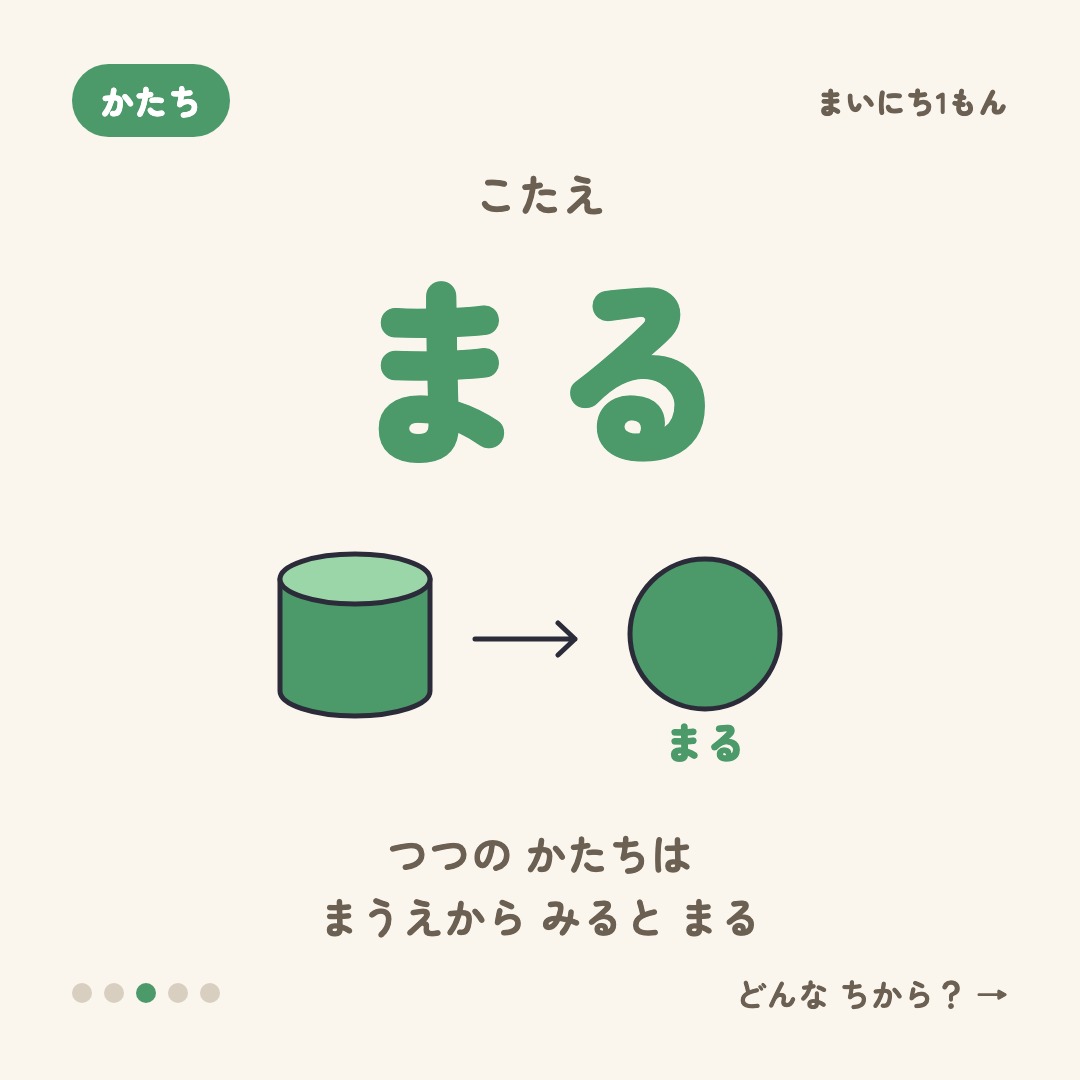 かたち
まいにち1もん
こたえ
まる
まる
つつの かたちは
まうえから みると まる
どんな ちから？ →